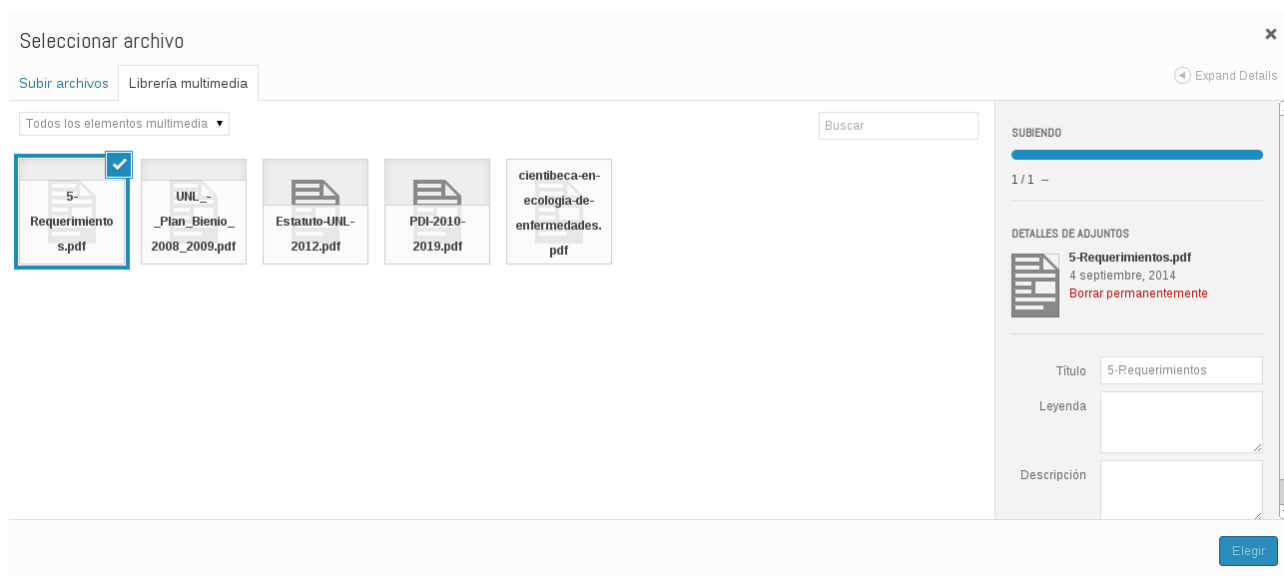 Seleccionar archivo
Subir archivos
Librería multimedia
Expand Details
Todos los elementos multimedia
Buscar
5-
Requerimiento
s.pdf
UNL_-
_Plan_Bienio_
2008_2009.pdf
Estatuto-UNL-
2012.pdf
PDI-2010-
2019.pdf
cientibeca-en-
ecologia-de-
enfermedades.
pdf
SUBIENDO
1 / 1 –
DETALLES DE ADJUNTOS
5-Requerimientos.pdf
4 septiembre, 2014
Borrar permanentemente
Título
5-Requerimientos
Leyenda
Descripción
Elegir